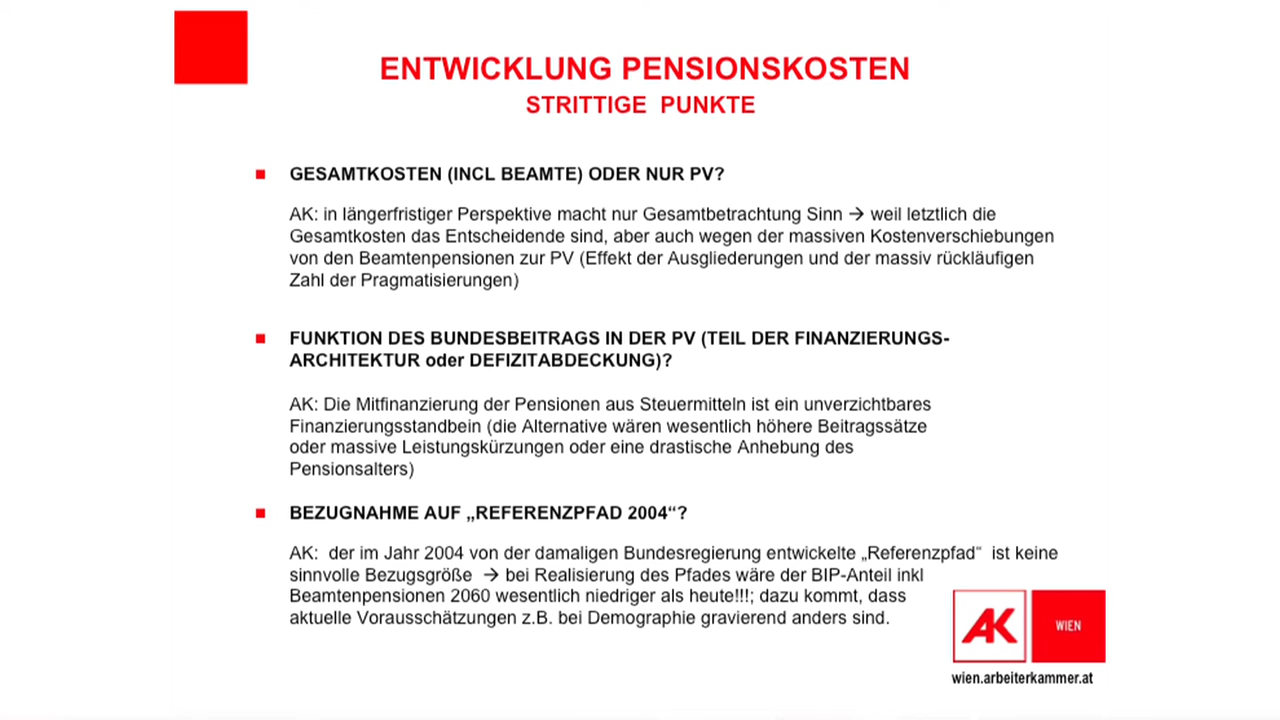 ENTWICKLUNG PENSIONSKOSTEN
STRITTIGE PUNKTE
GESAMTKOSTEN (INCL BEAMTE) ODER NUR PV?
AK: in längerfristiger Perspektive macht nur Gesamtbetrachtung Sinn → weil letztlich die
Gesamtkosten das Entscheidende sind, aber auch wegen der massiven Kostenverschiebungen
von den Beamtenpensionen zur PV (Effekt der Ausgliederungen und der massiv rückläufigen
Zahl der Pragmatisierungen)
FUNKTION DES BUNDESBEITRAGS IN DER PV (TEIL DER FINANZIERUNGS-
ARCHITEKTUR oder DEFIZITABDECKUNG)?
AK: Die Mitfinanzierung der Pensionen aus Steuermitteln ist ein unverzichtbares
Finanzierungsstandbein (die Alternative wären wesentlich höhere Beitragssätze
oder massive Leistungskürzungen oder eine drastische Anhebung des
Pensionsalters)
BEZUGNAHME AUF „REFERENZPFAD 2004“?
AK: der im Jahr 2004 von der damaligen Bundesregierung entwickelte „Referenzpfad“ ist keine
sinnvolle Bezugsgröße → bei Realisierung des Pfades wäre der BIP-Anteil inkl
Beamtenpensionen 2060 wesentlich niedriger als heute!!!; dazu kommt, dass
aktuelle Vorausschätzungen z.B. bei Demographie gravierend anders sind.
AK WIEN
wien.arbeiterkammer.at